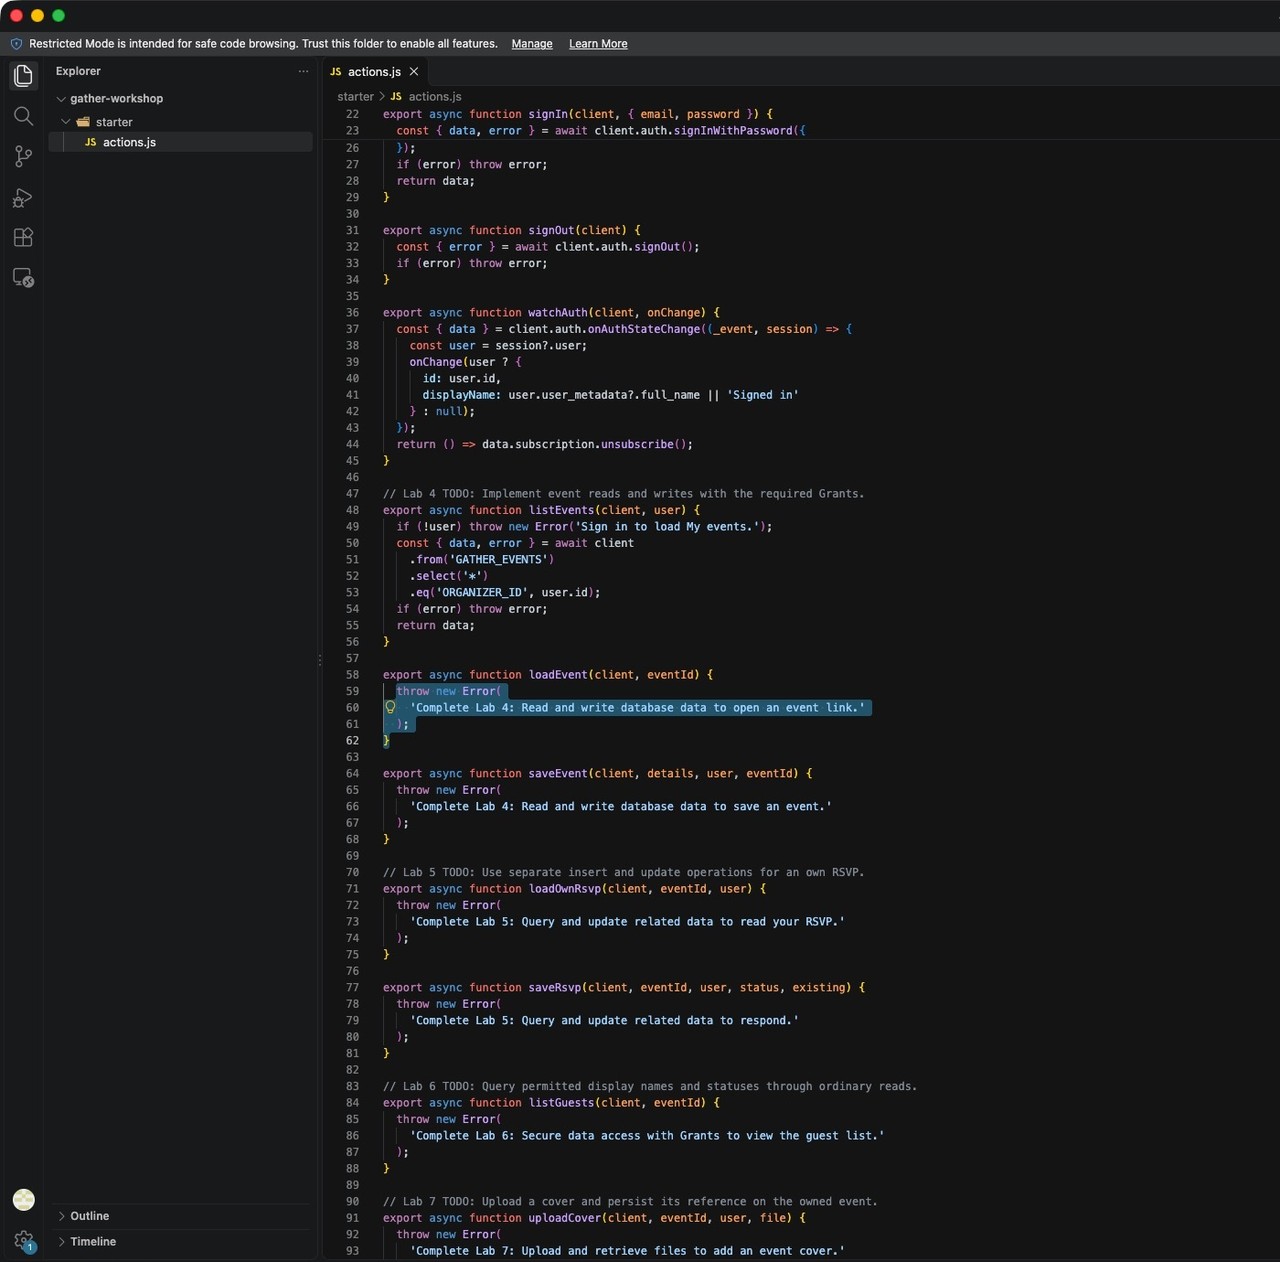 Restricted Mode is intended for safe code browsing. Trust this folder to enable all features. Manage Learn More
Explorer
gather-workshop
starter
JS actions.js
Outline
Timeline
1
JS actions.js
starter > JS actions.js
22 export async function signIn(client, { email, password }) {
23 const { data, error } = await client.auth.signInWithPassword({
26 });
27 if (error) throw error;
28 return data;
29 }
30
31 export async function signOut(client) {
32 const { error } = await client.auth.signOut();
33 if (error) throw error;
34 }
35
36 export async function watchAuth(client, onChange) {
37 const { data } = client.auth.onAuthStateChange((_event, session) => {
38 const user = session?.user;
39 onChange(user ? {
40 id: user.id,
41 displayName: user.user_metadata?.full_name || 'Signed in'
42 } : null);
43 });
44 return () => data.subscription.unsubscribe();
45 }
46
47 // Lab 4 TODO: Implement event reads and writes with the required Grants.
48 export async function listEvents(client, user) {
49 if (!user) throw new Error('Sign in to load My events.');
50 const { data, error } = await client
51 .from('GATHER_EVENTS')
52 .select('*')
53 .eq('ORGANIZER_ID', user.id);
54 if (error) throw error;
55 return data;
56 }
57
58 export async function loadEvent(client, eventId) {
59 throw new Error(
60 'Complete Lab 4: Read and write database data to open an event link.'
61 );
62 }
63
64 export async function saveEvent(client, details, user, eventId) {
65 throw new Error(
66 'Complete Lab 4: Read and write database data to save an event.'
67 );
68 }
69
70 // Lab 5 TODO: Use separate insert and update operations for an own RSVP.
71 export async function loadOwnRsvp(client, eventId, user) {
72 throw new Error(
73 'Complete Lab 5: Query and update related data to read your RSVP.'
74 );
75 }
76
77 export async function saveRsvp(client, eventId, user, status, existing) {
78 throw new Error(
79 'Complete Lab 5: Query and update related data to respond.'
80 );
81 }
82
83 // Lab 6 TODO: Query permitted display names and statuses through ordinary reads.
84 export async function listGuests(client, eventId) {
85 throw new Error(
86 'Complete Lab 6: Secure data access with Grants to view the guest list.'
87 );
88 }
89
90 // Lab 7 TODO: Upload a cover and persist its reference on the owned event.
91 export async function uploadCover(client, eventId, user, file) {
92 throw new Error(
93 'Complete Lab 7: Upload and retrieve files to add an event cover.'